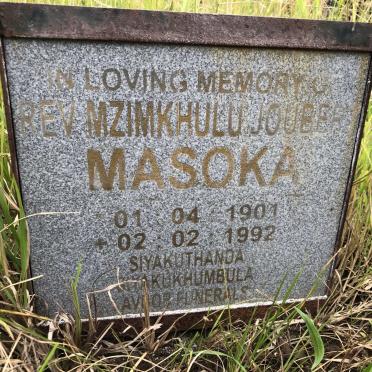 IN LOVING MEMORY OF
REV MZIMKHULU JOUBERT
MASOKA
* 01 · 04 · 1901
+ 02 · 02 · 1992
SIYAKUTHANDA
SIYAKUKHUMBULA
AVBOB FUNERALS